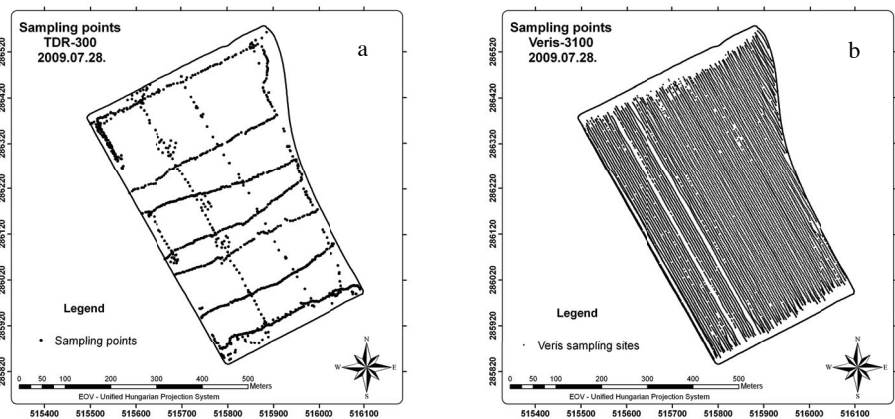 Sampling points
TDR-300
2009.07.28.
a
286520
286420
286320
286220
286120
286020
285920
285820
Legend
Sampling points
N
W
E
S
0 50 100 200 300 400 500
Meters
EOV - Unified Hungarian Projection System
515400 515500 515600 515700 515800 515900 516000 516100
Sampling points
Veris-3100
2009.07.28.
b
286520
286420
286320
286220
286120
286020
285920
285820
Legend
Veris sampling sites
N
W
E
S
0 50 100 200 300 400 500
Meters
EOV - Unified Hungarian Projection System
515400 515500 515600 515700 515800 515900 516000 516100